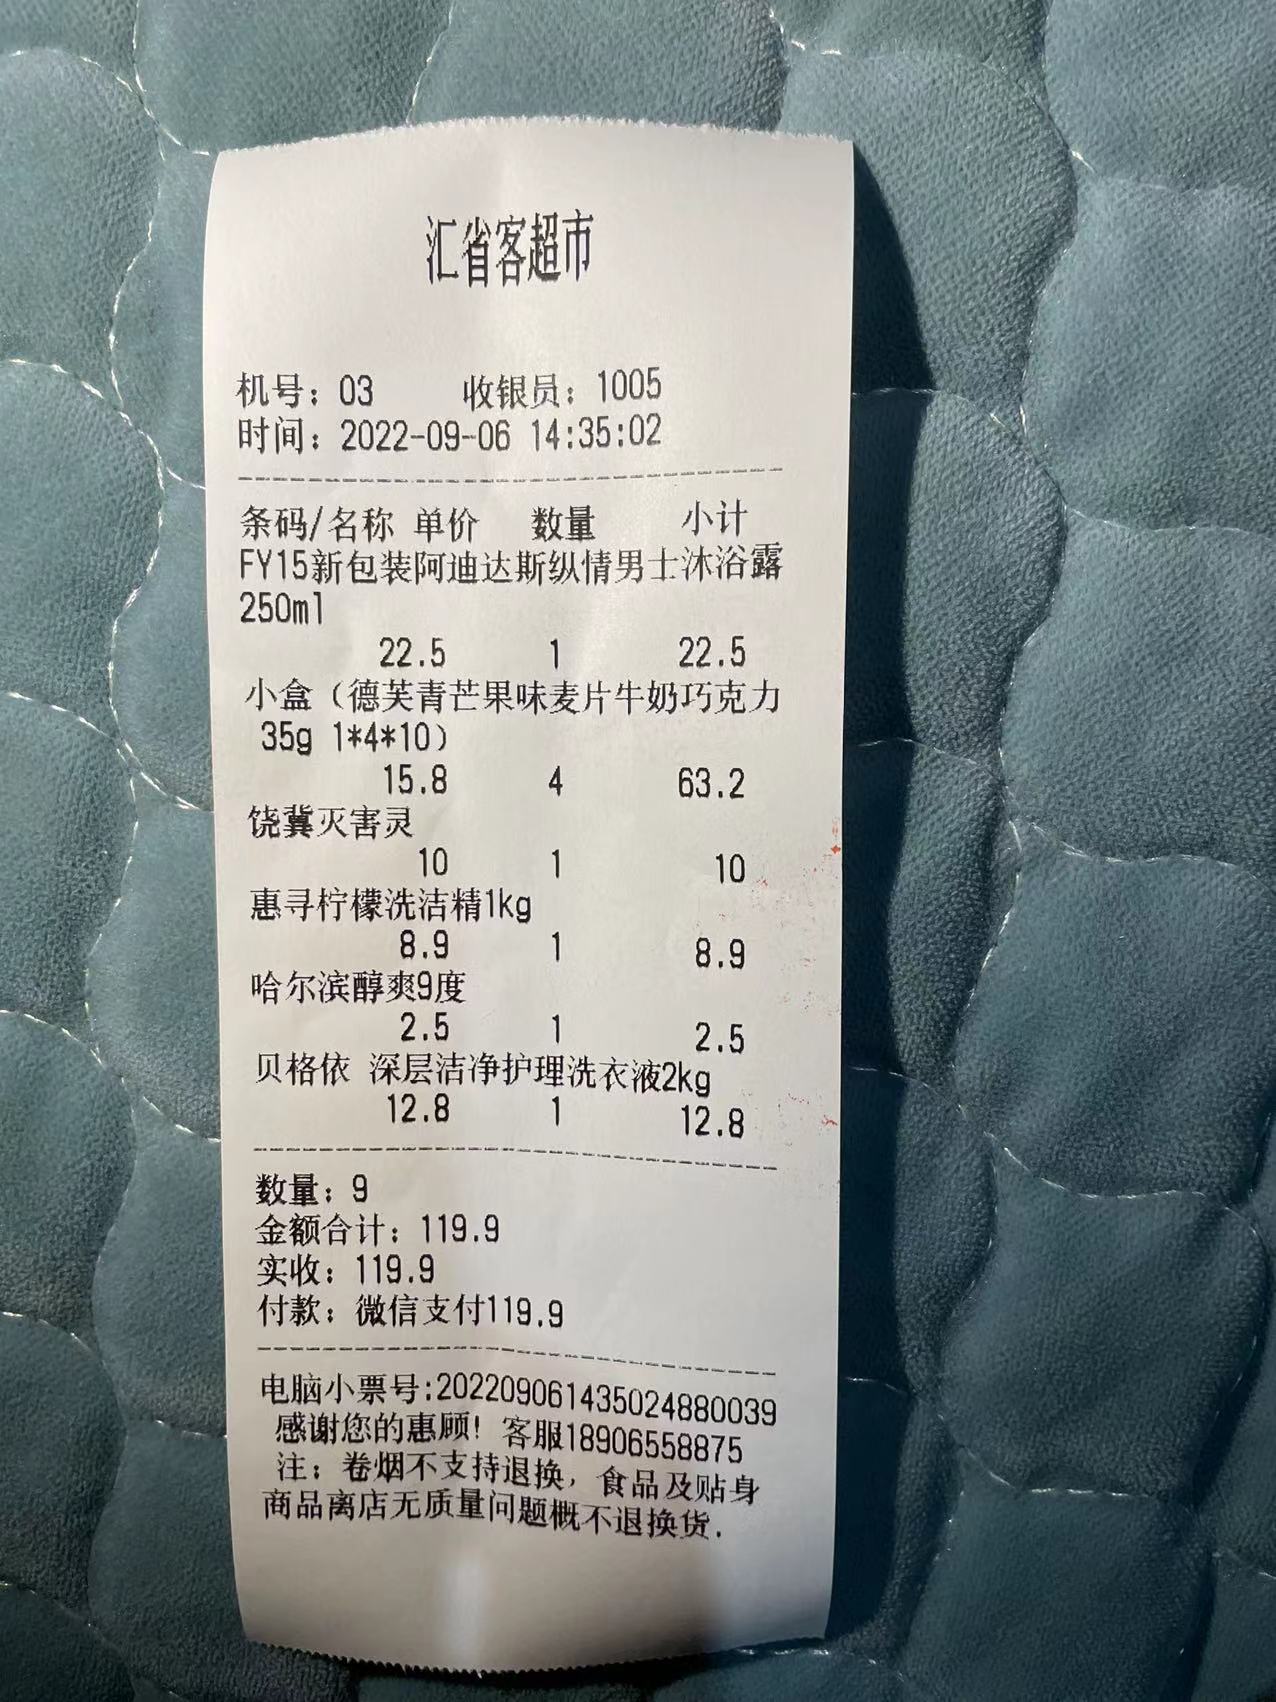 汇省客超市
机号：03 收银员：1005
时间：2022-09-06 14:35:02
条码/名称 单价 数量 小计
FY15新包装阿迪达斯纵情男士沐浴露
250ml
22.5 1 22.5
小盒（德芙青芒果味麦片牛奶巧克力
35g 1*4*10）
15.8 4 63.2
饶冀灭害灵
10 1 10
惠寻柠檬洗洁精1kg
8.9 1 8.9
哈尔滨醇爽9度
2.5 1 2.5
贝格依 深层洁净护理洗衣液2kg
12.8 1 12.8
数量：9
金额合计：119.9
实收：119.9
付款：微信支付119.9
电脑小票号:202209061435024880039
感谢您的惠顾！客服18906558875
注：卷烟不支持退换，食品及贴身
商品离店无质量问题概不退换货.